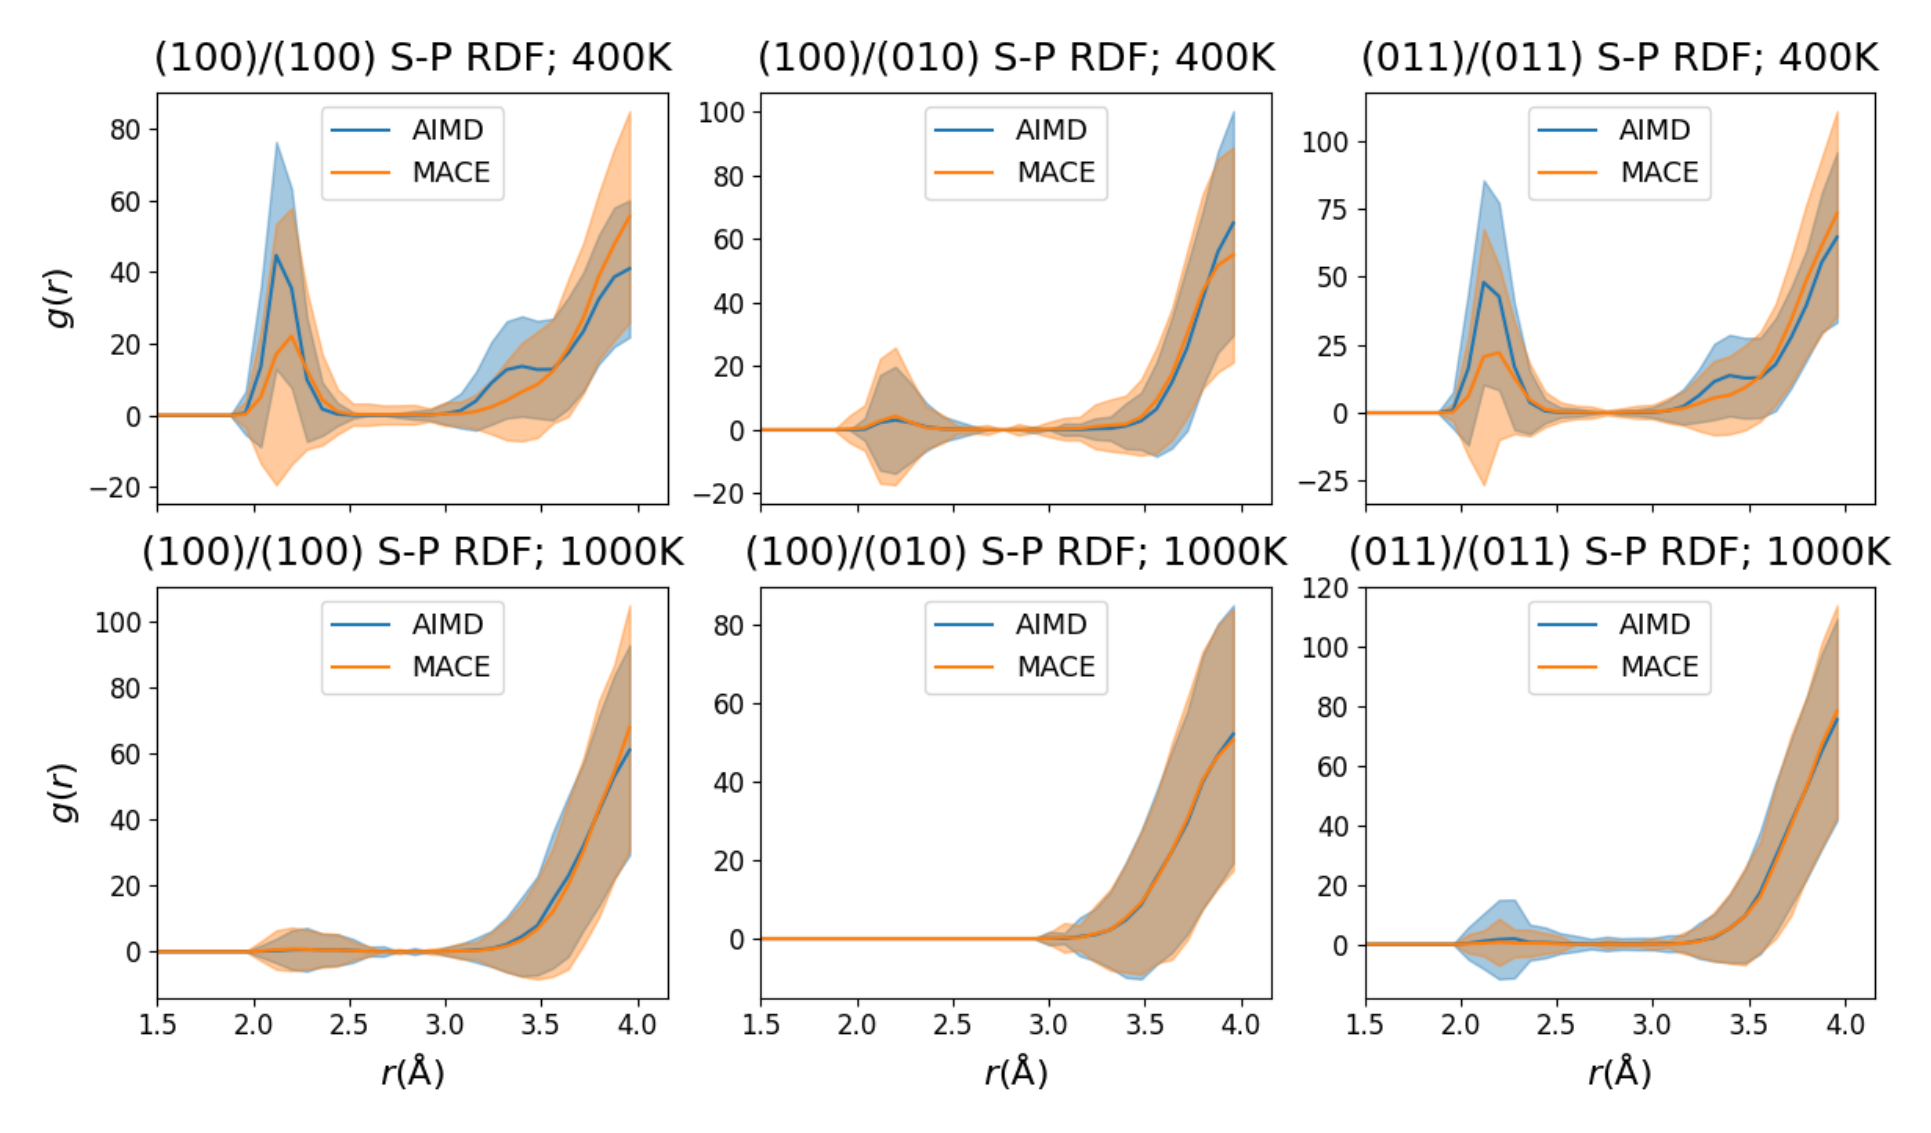 (100)/(100) S-P RDF; 400K
(100)/(010) S-P RDF; 400K
(011)/(011) S-P RDF; 400K
AIMD
MACE
AIMD
MACE
AIMD
MACE
g(r)
80
60
40
20
0
−20
100
80
60
40
20
0
−20
100
75
50
25
0
−25
(100)/(100) S-P RDF; 1000K
(100)/(010) S-P RDF; 1000K
(011)/(011) S-P RDF; 1000K
AIMD
MACE
AIMD
MACE
AIMD
MACE
g(r)
100
80
60
40
20
0
80
60
40
20
0
120
100
80
60
40
20
0
1.5 2.0 2.5 3.0 3.5 4.0
1.5 2.0 2.5 3.0 3.5 4.0
1.5 2.0 2.5 3.0 3.5 4.0
r(Å)
r(Å)
r(Å)